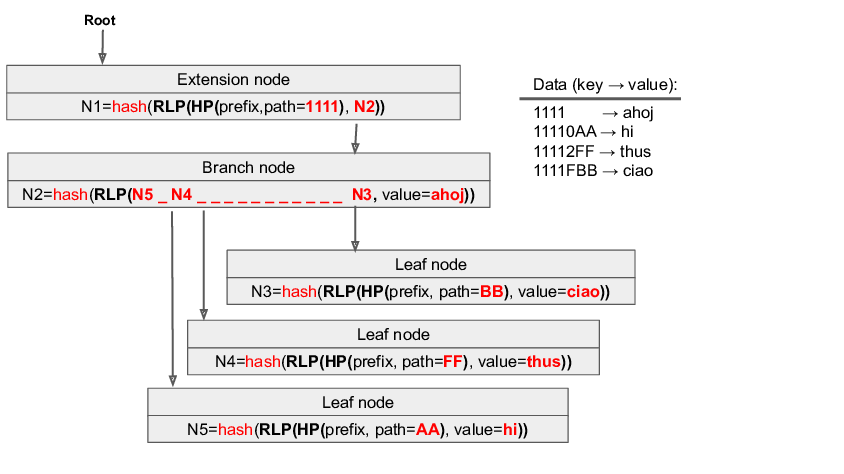 Root
Extension node
N1=hash(RLP(HP(prefix,path=1111), N2))
Data (key → value):
1111 → ahoj
11110AA → hi
11112FF → thus
1111FBB → ciao
Branch node
N2=hash(RLP(N5 _ N4 _ _ _ _ _ _ _ _ _ _ _ _ N3, value=ahoj))
Leaf node
N3=hash(RLP(HP(prefix, path=BB), value=ciao))
Leaf node
N4=hash(RLP(HP(prefix, path=FF), value=thus))
Leaf node
N5=hash(RLP(HP(prefix, path=AA), value=hi))